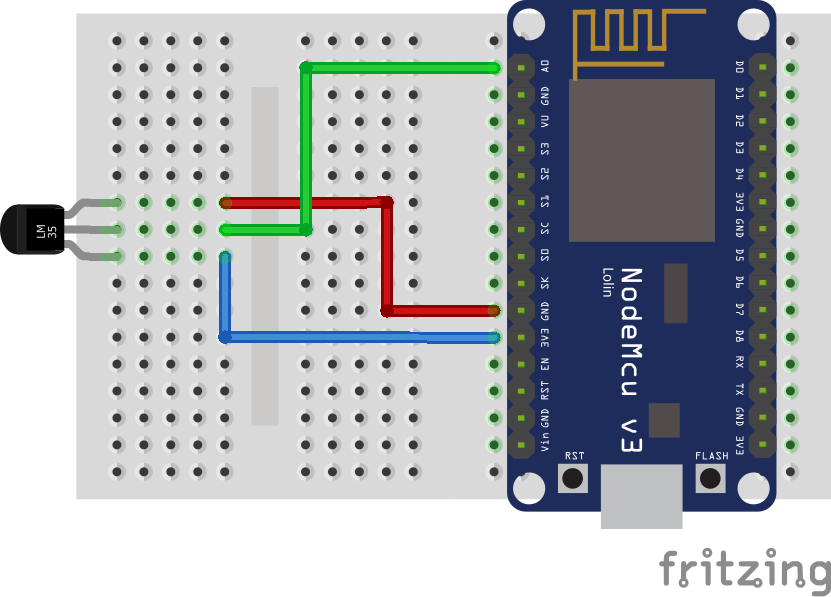 LM
35
A0
GND
VU
S3
S2
S1
SC
SO
SK
GND
3V3
EN
RST
GND
Vin
D0
D1
D2
D3
D4
3V3
GND
D5
D6
D7
D8
RX
TX
GND
3V3
NodeMcu v3
Lolin
RST
FLASH
fritzing